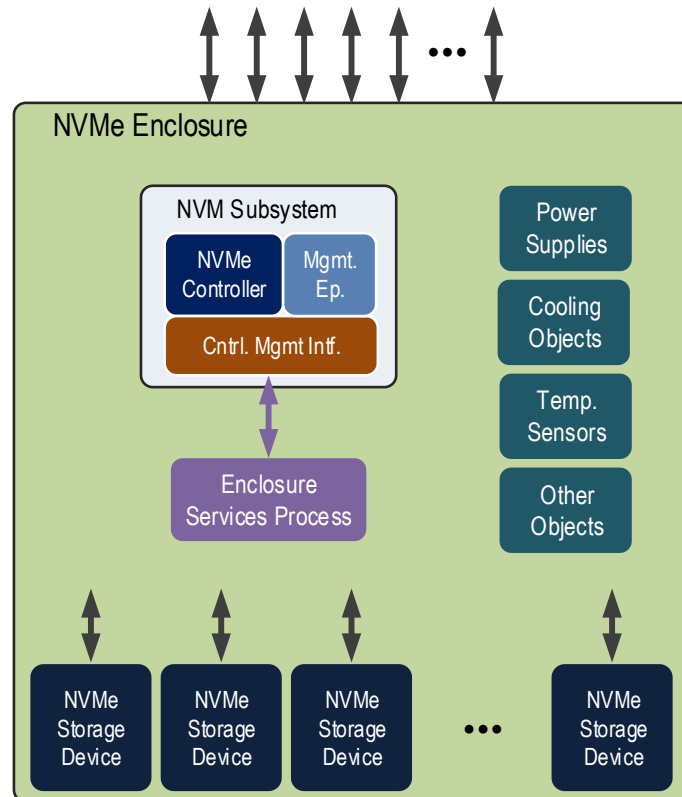 •••
NVMe Enclosure
NVM Subsystem
NVMe
Controller
Mgmt.
Ep.
Cntrl. Mgmt Intf.
Enclosure
Services Process
Power
Supplies
Cooling
Objects
Temp.
Sensors
Other
Objects
NVMe
Storage
Device
NVMe
Storage
Device
NVMe
Storage
Device
•••
NVMe
Storage
Device